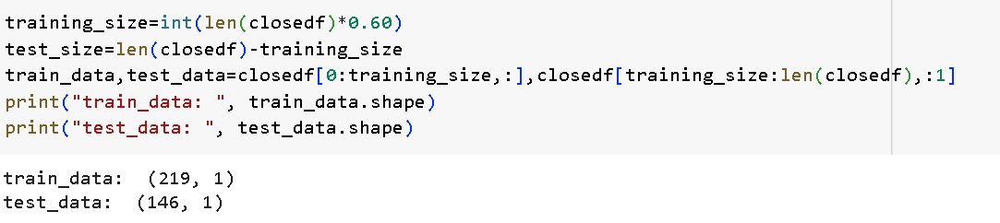 training_size=int(len(closedf)*0.60)
test_size=len(closedf)-training_size
train_data,test_data=closedf[0:training_size,:],closedf[training_size:len(closedf),:1]
print("train_data: ", train_data.shape)
print("test_data: ", test_data.shape)
train_data:  (219, 1)
test_data:  (146, 1)